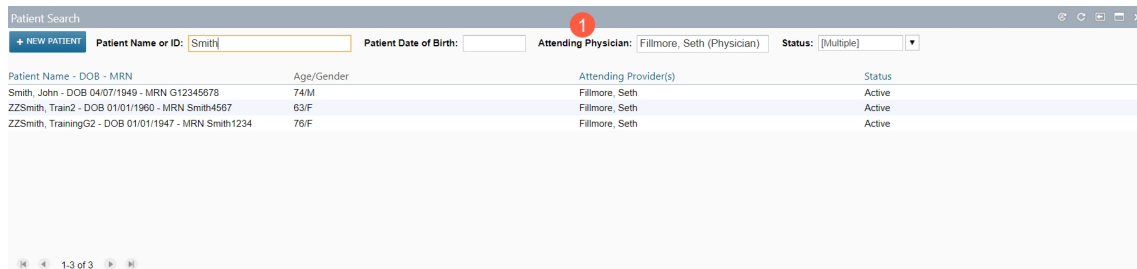 Patient Search
1
+ NEW PATIENT Patient Name or ID: Smith Patient Date of Birth: Attending Physician: Fillmore, Seth (Physician) Status: [Multiple]
Patient Name - DOB - MRN Age/Gender Attending Provider(s) Status
Smith, John - DOB 04/07/1949 - MRN G12345678 74/M Fillmore, Seth Active
ZZSmith, Train2 - DOB 01/01/1960 - MRN Smith4567 63/F Fillmore, Seth Active
ZZSmith, TrainingG2 - DOB 01/01/1947 - MRN Smith1234 76/F Fillmore, Seth Active
1-3 of 3